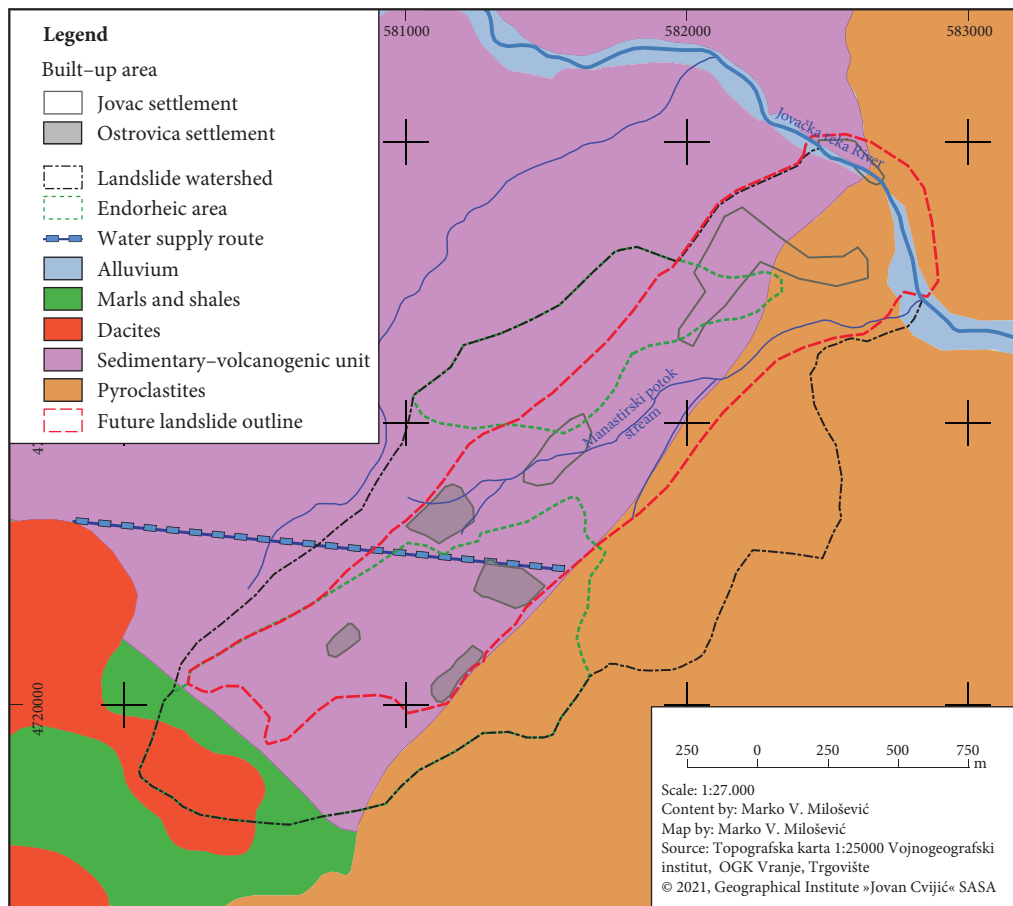 Legend
Built–up area
Jovac settlement
Ostrovica settlement
Landslide watershed
Endorheic area
Water supply route
Alluvium
Marls and shales
Dacites
Sedimentary–volcanogenic unit
Pyroclastites
Future landslide outline
581000
582000
583000
Jovačka reka River
Manastirski potok
stream
4720000
250 0 250 500 750
m
Scale: 1:27.000
Content by: Marko V. Milošević
Map by: Marko V. Milošević
Source: Topografska karta 1:25000 Vojnogeografski
institut, OGK Vranje, Trgovište
© 2021, Geographical Institute »Jovan Cvijić« SASA